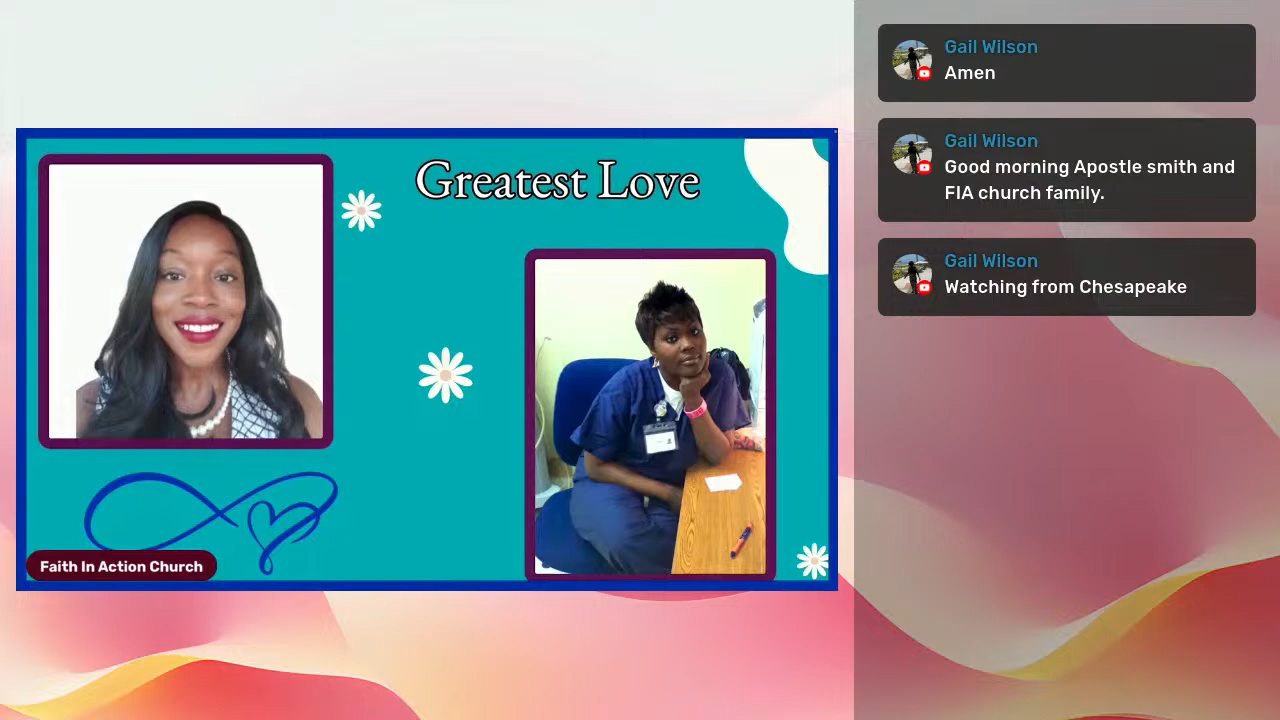 Greatest Love
Faith In Action Church
Gail Wilson
Amen
Gail Wilson
Good morning Apostle smith and
FIA church family.
Gail Wilson
Watching from Chesapeake